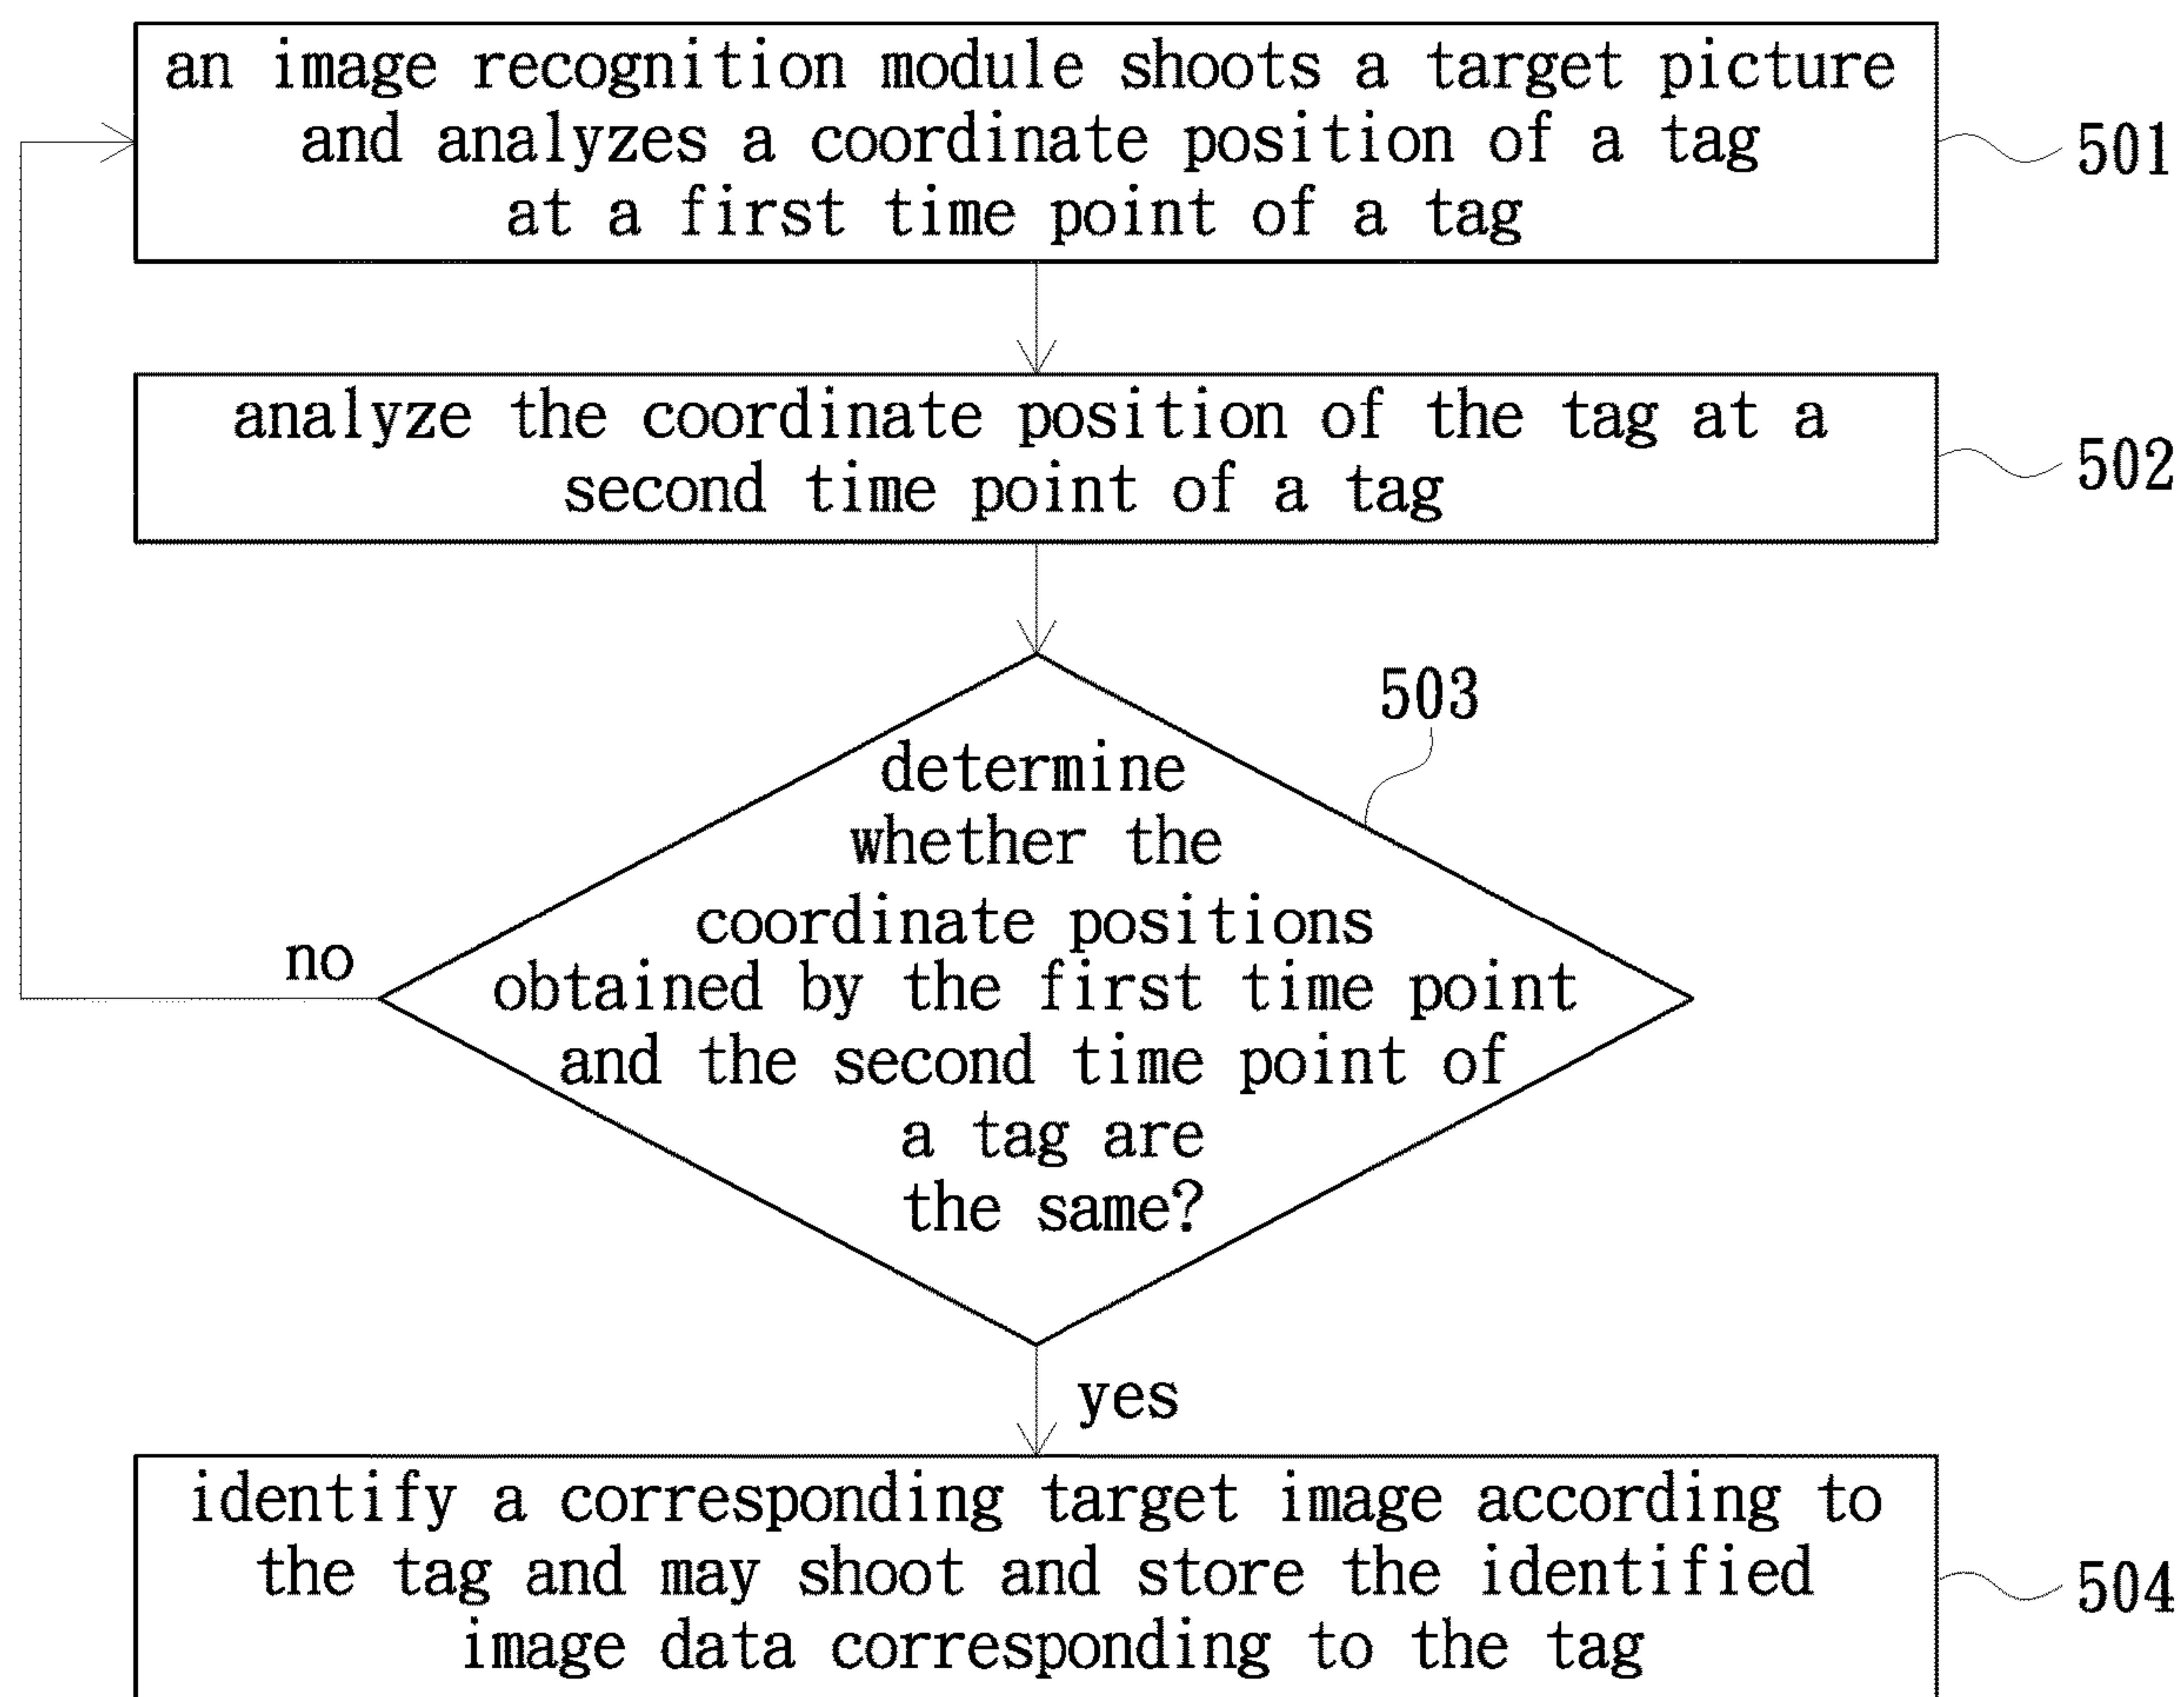 an image recognition module shoots a target picture
and analyzes a coordinate position of a tag
at a first time point of a tag
501
analyze the coordinate position of the tag at a
second time point of a tag
502
503
determine
whether the
coordinate positions
obtained by the first time point
and the second time point of
a tag are
the same?
no
yes
identify a corresponding target image according to
the tag and may shoot and store the identified
image data corresponding to the tag
504